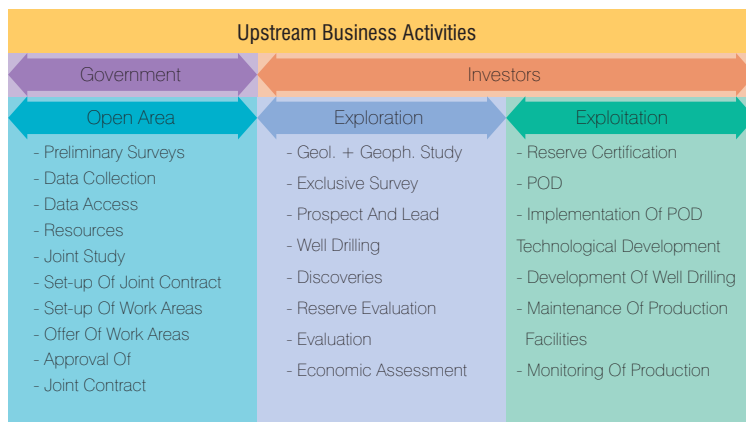 Upstream Business Activities
Government
Investors
Open Area
- Preliminary Surveys
- Data Collection
- Data Access
- Resources
- Joint Study
- Set-up Of Joint Contract
- Set-up Of Work Areas
- Offer Of Work Areas
- Approval Of
- Joint Contract
Exploration
- Geol. + Geoph. Study
- Exclusive Survey
- Prospect And Lead
- Well Drilling
- Discoveries
- Reserve Evaluation
- Evaluation
- Economic Assessment
Exploitation
- Reserve Certification
- POD
- Implementation Of POD
Technological Development
- Development Of Well Drilling
- Maintenance Of Production
Facilities
- Monitoring Of Production